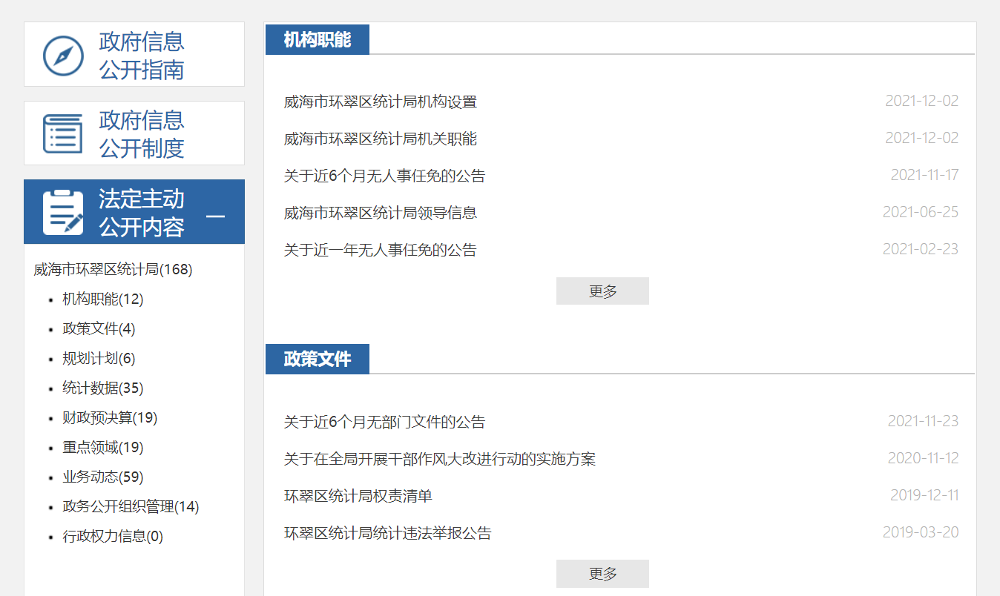 政府信息
公开指南
政府信息
公开制度
法定主动
公开内容
威海市环翠区统计局(168)
机构职能(12)
政策文件(4)
规划计划(6)
统计数据(35)
财政预决算(19)
重点领域(19)
业务动态(59)
政务公开组织管理(14)
行政权力信息(0)
机构职能
威海市环翠区统计局机构设置 2021-12-02
威海市环翠区统计局机关职能 2021-12-02
关于近6个月无人事任免的公告 2021-11-17
威海市环翠区统计局领导信息 2021-06-25
关于近一年无人事任免的公告 2021-02-23
更多
政策文件
关于近6个月无部门文件的公告 2021-11-23
关于在全局开展干部作风大改进行动的实施方案 2020-11-12
环翠区统计局权责清单 2019-12-11
环翠区统计局统计违法举报公告 2019-03-20
更多